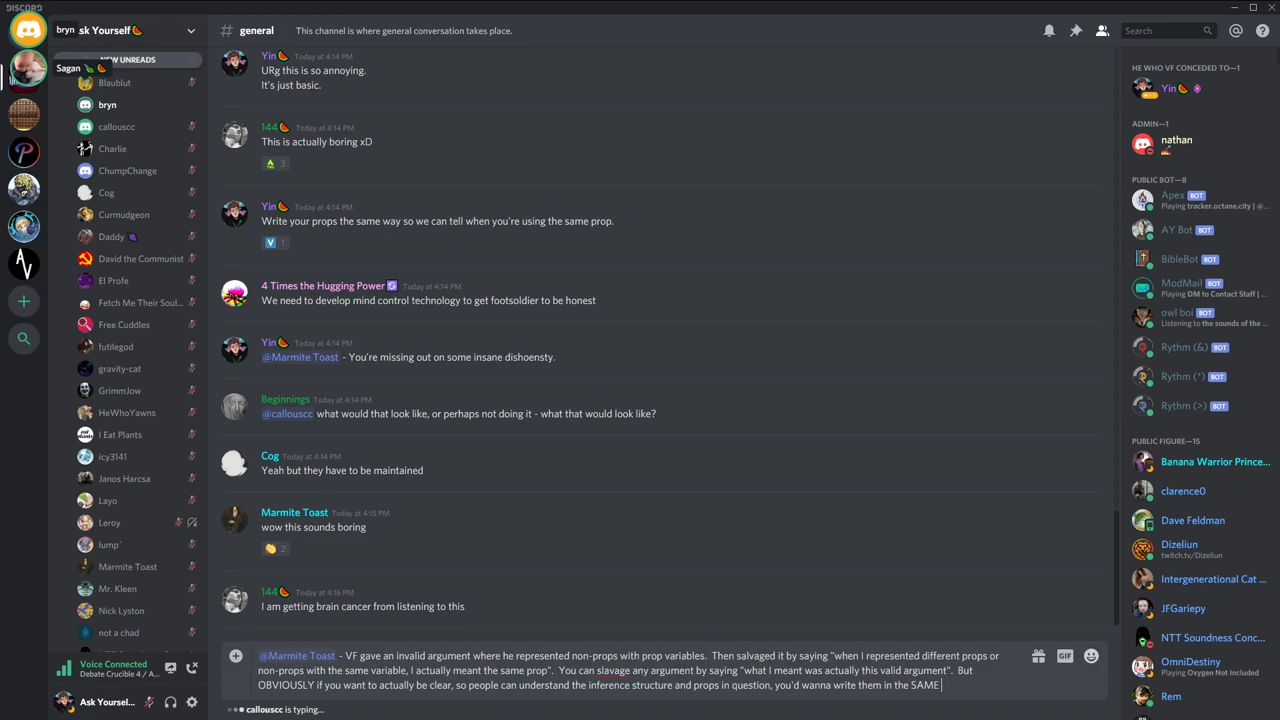 DISCORD
bryn
Ask Yourself🍉
Sagan 🍉
NEW UNREADS
Blaublut
bryn
callouscc
Charlie
ChumpChange
Cog
Curmudgeon
Daddy 🍆
David the Communist
El Profe
Fetch Me Their Soul...
Free Cuddles
futilegod
gravity-cat
GrimmJow
HeWhoYawns
I Eat Plants
icy3141
Janos Harcsa
Layo
Leroy
lump`
Marmite Toast
Mr. Kleen
Nick Lyston
not a chad
Voice Connected
Debate Crucible 4 / A...
Ask Yourself...
# general This channel is where general conversation takes place.
Search
Yin🍉 Today at 4:14 PM
URg this is so annoying.
It's just basic.
144🍉 Today at 4:14 PM
This is actually boring xD
3
Yin🍉 Today at 4:14 PM
Write your props the same way so we can tell when you're using the same prop.
V 1
4 Times the Hugging Power Today at 4:14 PM
We need to develop mind control technology to get footsoldier to be honest
Yin🍉 Today at 4:14 PM
@Marmite Toast - You're missing out on some insane dishoensty.
Beginnings Today at 4:14 PM
@callouscc what would that look like, or perhaps not doing it - what that would look like?
Cog Today at 4:14 PM
Yeah but they have to be maintained
Marmite Toast Today at 4:15 PM
wow this sounds boring
2
144🍉 Today at 4:16 PM
I am getting brain cancer from listening to this
@Marmite Toast - VF gave an invalid argument where he represented non-props with prop variables. Then salvaged it by saying "when I represented different props or
non-props with the same variable, I actually meant the same prop". You can slavage any argument by saying "what I meant was actually this valid argument". But
OBVIOUSLY if you want to actually be clear, so people can understand the inference structure and props in question, you'd wanna write them in the SAME
GIF
callouscc is typing...
HE WHO VF CONCEDED TO—1
Yin🍉
ADMIN—1
nathan
PUBLIC BOT—8
Apex BOT
Playing tracker.octane.city | @...
AY Bot BOT
BibleBot BOT
ModMail BOT
Playing DM to Contact Staff | ...
owl boi BOT
Listening to the sounds of the ...
Rythm (&) BOT
Rythm (*) BOT
Rythm (>) BOT
PUBLIC FIGURE—15
Banana Warrior Prince...
clarence0
Dave Feldman
Dizeliun
twitch.tv/Dizeliun
Intergenerational Cat ...
JFGariepy
NTT Soundness Conc...
OmniDestiny
Playing Oxygen Not Included
Rem